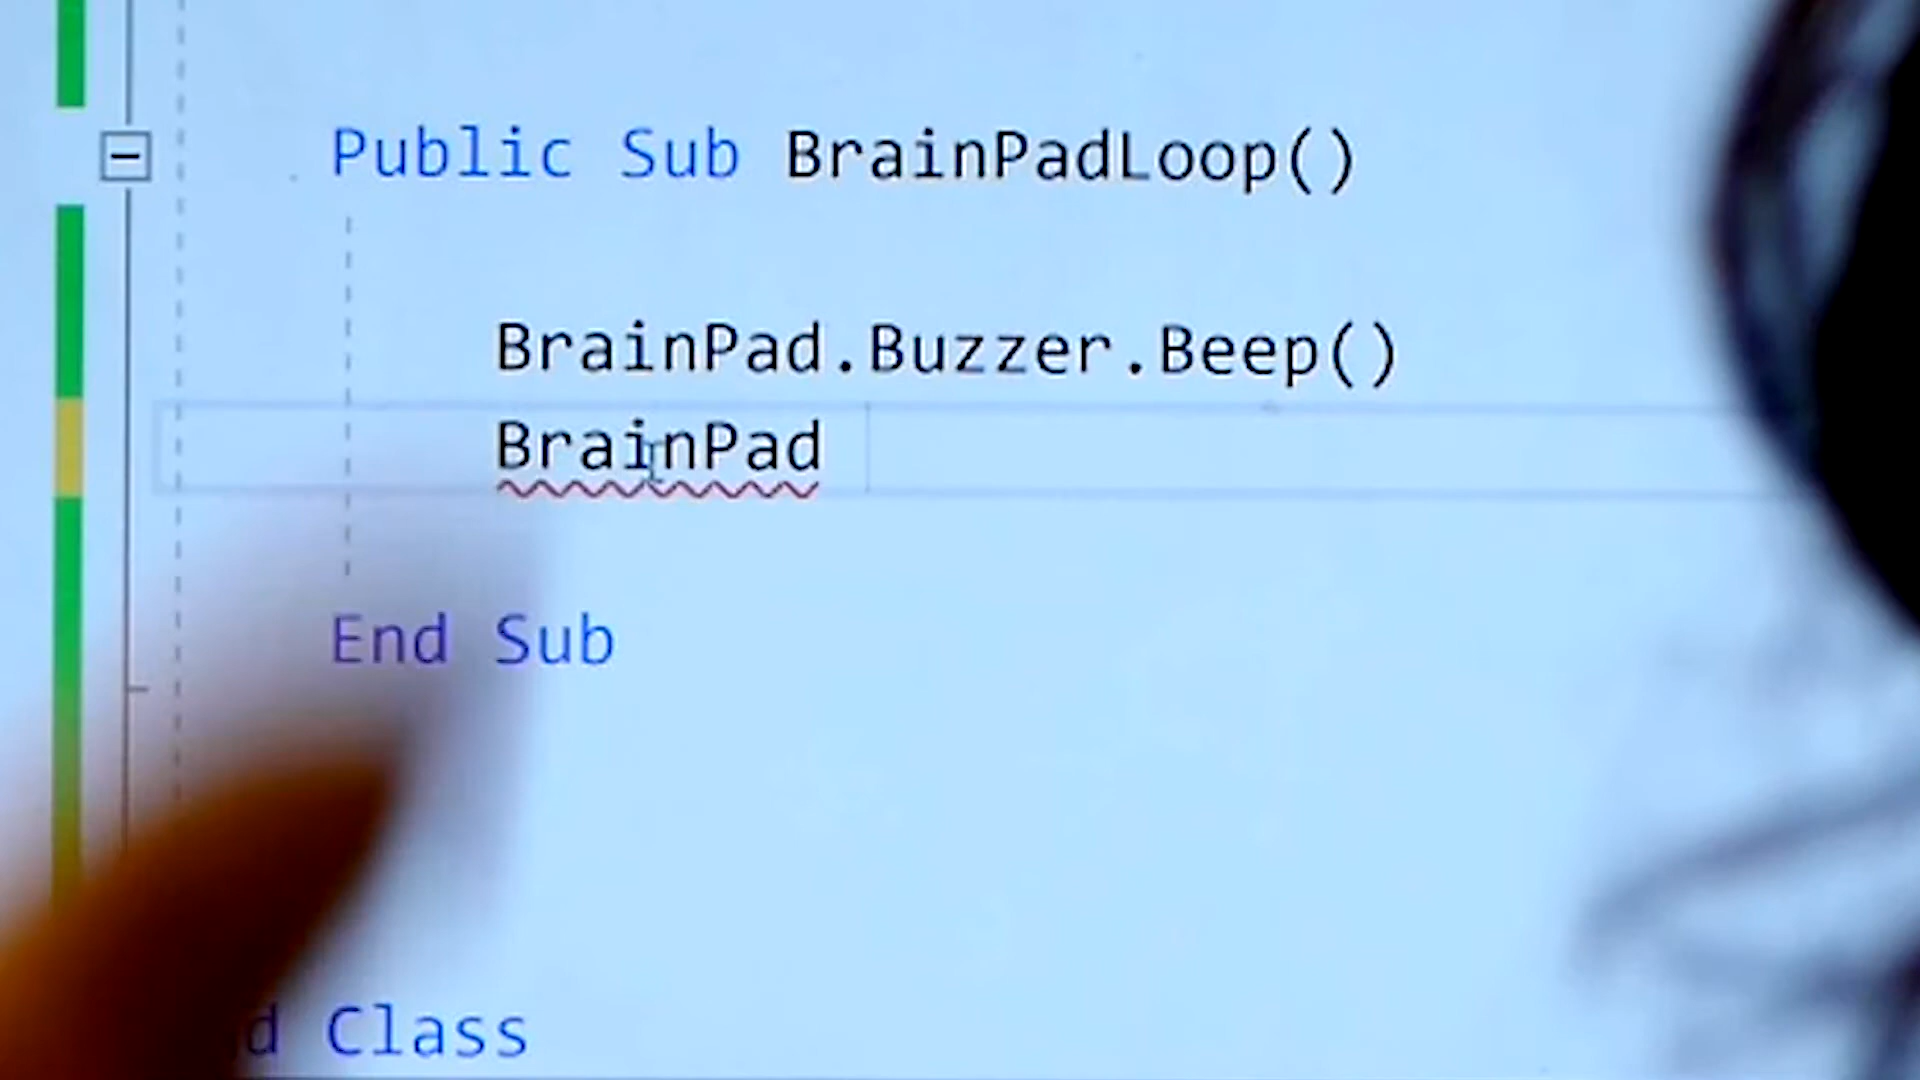 Public Sub BrainPadLoop()
BrainPad.Buzzer.Beep()
BrainPad
End Sub
d Class